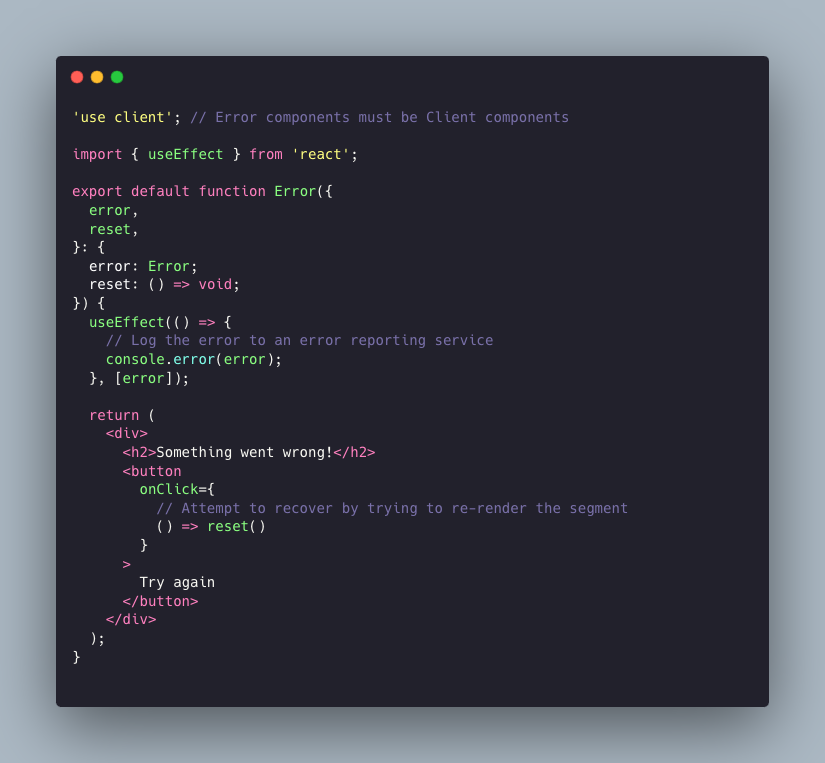 'use client'; // Error components must be Client components

import { useEffect } from 'react';

export default function Error({
  error,
  reset,
}: {
  error: Error;
  reset: () => void;
}) {
  useEffect(() => {
    // Log the error to an error reporting service
    console.error(error);
  }, [error]);

  return (
    <div>
      <h2>Something went wrong!</h2>
      <button
        onClick={
          // Attempt to recover by trying to re-render the segment
          () => reset()
        }
      >
        Try again
      </button>
    </div>
  );
}